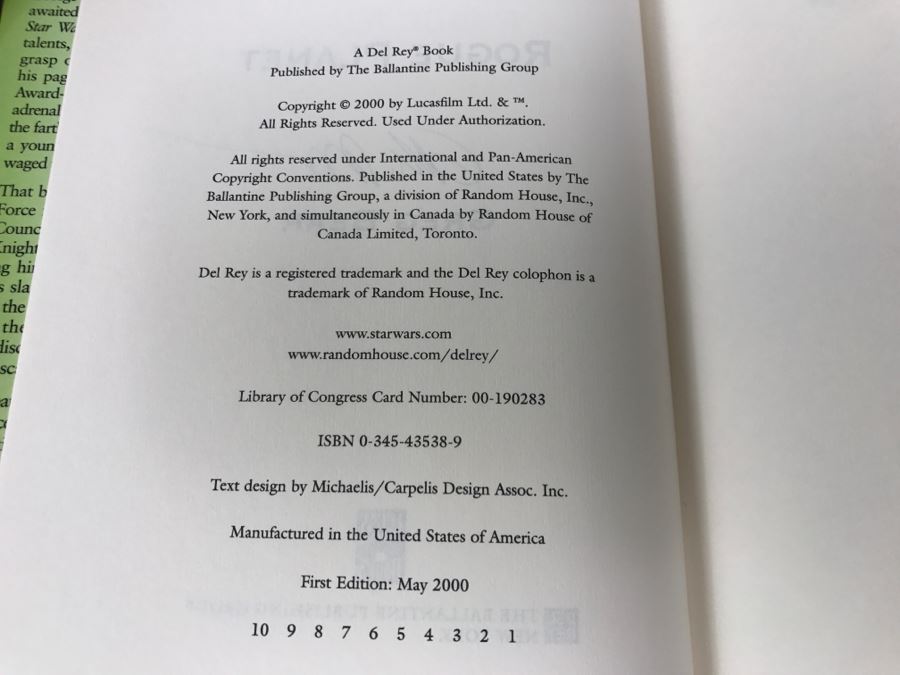 awaited
Star
talents,
grasp
his
Award-
adrenal
the
a
waged
That
Force
the
the
A Del Rey® Book
Published by The Ballantine Publishing Group
Copyright © 2000 by Lucasfilm Ltd. & ™.
All Rights Reserved. Used Under Authorization.
All rights reserved under International and Pan-American
Copyright Conventions. Published in the United States by The
Ballantine Publishing Group, a division of Random House, Inc.,
New York, and simultaneously in Canada by Random House of
Canada Limited, Toronto.
Del Rey is a registered trademark and the Del Rey colophon is a
trademark of Random House, Inc.
www.starwars.com
www.randomhouse.com/delrey/
Library of Congress Card Number: 00-190283
ISBN 0-345-43538-9
Text design by Michaelis/Carpelis Design Assoc. Inc.
Manufactured in the United States of America
First Edition: May 2000
10 9 8 7 6 5 4 3 2 1